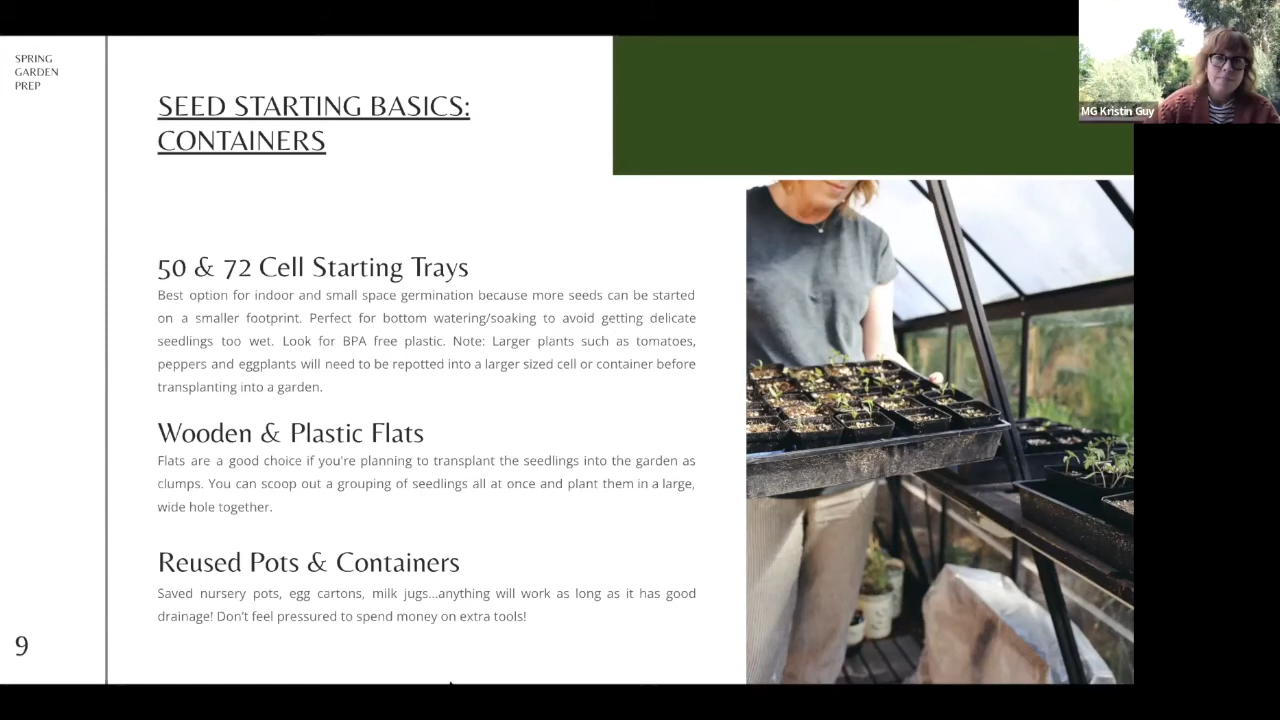 SPRING
GARDEN
PREP
SEED STARTING BASICS:
CONTAINERS
MG Kristin Guy
50 & 72 Cell Starting Trays
Best option for indoor and small space germination because more seeds can be started
on a smaller footprint. Perfect for bottom watering/soaking to avoid getting delicate
seedlings too wet. Look for BPA free plastic. Note: Larger plants such as tomatoes,
peppers and eggplants will need to be repotted into a larger sized cell or container before
transplanting into a garden.
Wooden & Plastic Flats
Flats are a good choice if you're planning to transplant the seedlings into the garden as
clumps. You can scoop out a grouping of seedlings all at once and plant them in a large,
wide hole together.
Reused Pots & Containers
Saved nursery pots, egg cartons, milk jugs...anything will work as long as it has good
drainage! Don't feel pressured to spend money on extra tools!
9